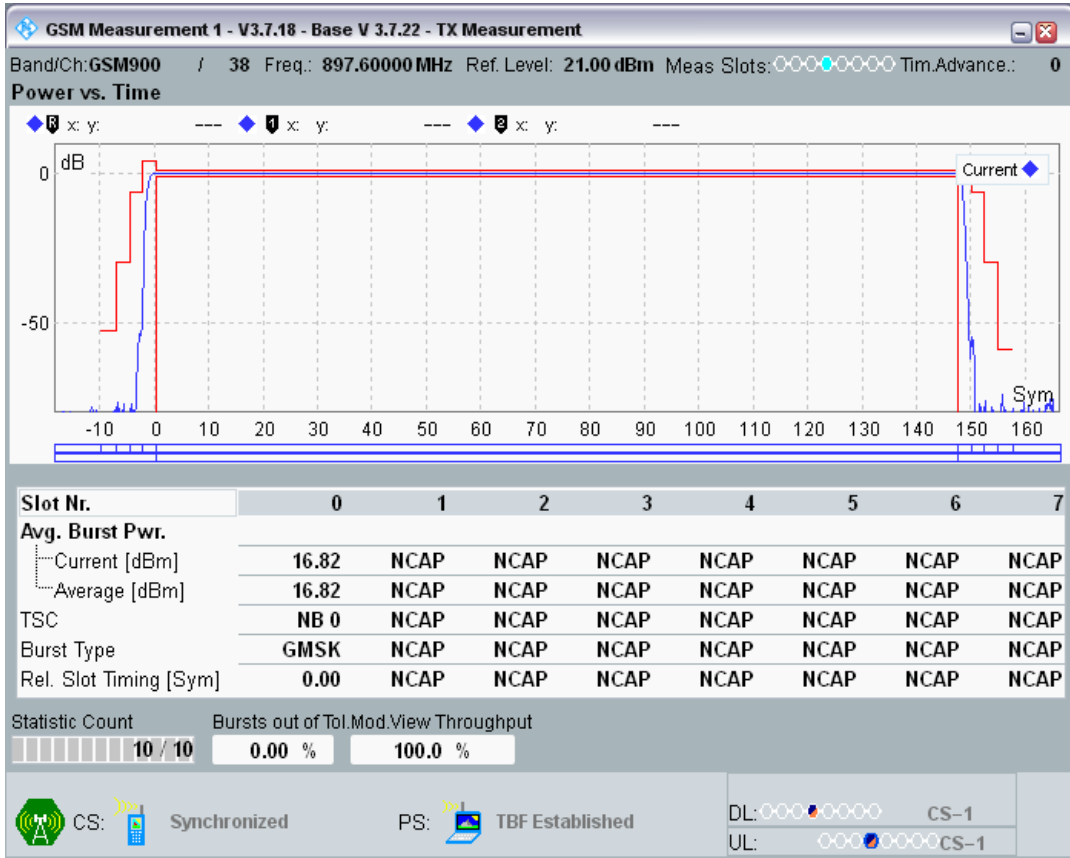 GSM Measurement 1 - V3.7.18 - Base V 3.7.22 - TX Measurement
Band/Ch:GSM900 / 38 Freq.: 897.60000 MHz Ref. Level: 21.00 dBm Meas Slots: Tim.Advance.: 0
Power vs. Time
R x: y: --- 1 x: y: --- 2 x: y: ---
dB
Current
0
-50
Sym
-10 0 10 20 30 40 50 60 70 80 90 100 110 120 130 140 150 160
Slot Nr. 0 1 2 3 4 5 6 7
Avg. Burst Pwr.
Current [dBm] 16.82 NCAP NCAP NCAP NCAP NCAP NCAP NCAP
Average [dBm] 16.82 NCAP NCAP NCAP NCAP NCAP NCAP NCAP
TSC NB 0 NCAP NCAP NCAP NCAP NCAP NCAP NCAP
Burst Type GMSK NCAP NCAP NCAP NCAP NCAP NCAP NCAP
Rel. Slot Timing [Sym] 0.00 NCAP NCAP NCAP NCAP NCAP NCAP NCAP
Statistic Count Bursts out of Tol.Mod.View Throughput
10 / 10 0.00 % 100.0 %
CS: Synchronized PS: TBF Established DL: CS-1
UL: CS-1